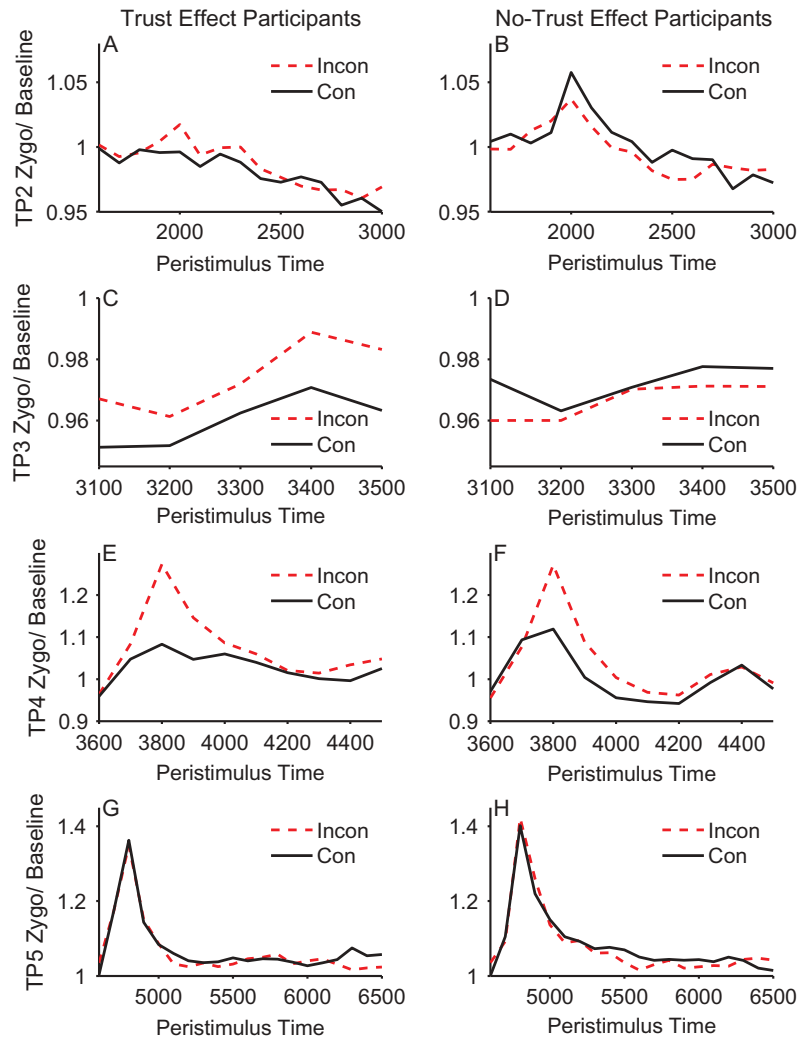 Trust Effect Participants
No-Trust Effect Participants
A
TP2 Zygo/ Baseline
1.05
1
0.95
Incon
Con
2000 2500 3000
Peristimulus Time
B
1.05
1
0.95
Incon
Con
2000 2500 3000
Peristimulus Time
C
TP3 Zygo/ Baseline
1
0.98
0.96
Incon
Con
3100 3200 3300 3400 3500
Peristimulus Time
D
1
0.98
0.96
Incon
Con
3100 3200 3300 3400 3500
Peristimulus Time
E
TP4 Zygo/ Baseline
1.2
1.1
1
0.9
Incon
Con
3600 3800 4000 4200 4400
Peristimulus Time
F
1.2
1.1
1
0.9
Incon
Con
3600 3800 4000 4200 4400
Peristimulus Time
G
TP5 Zygo/ Baseline
1.4
1.2
1
Incon
Con
5000 5500 6000 6500
Peristimulus Time
H
1.4
1.2
1
Incon
Con
5000 5500 6000 6500
Peristimulus Time